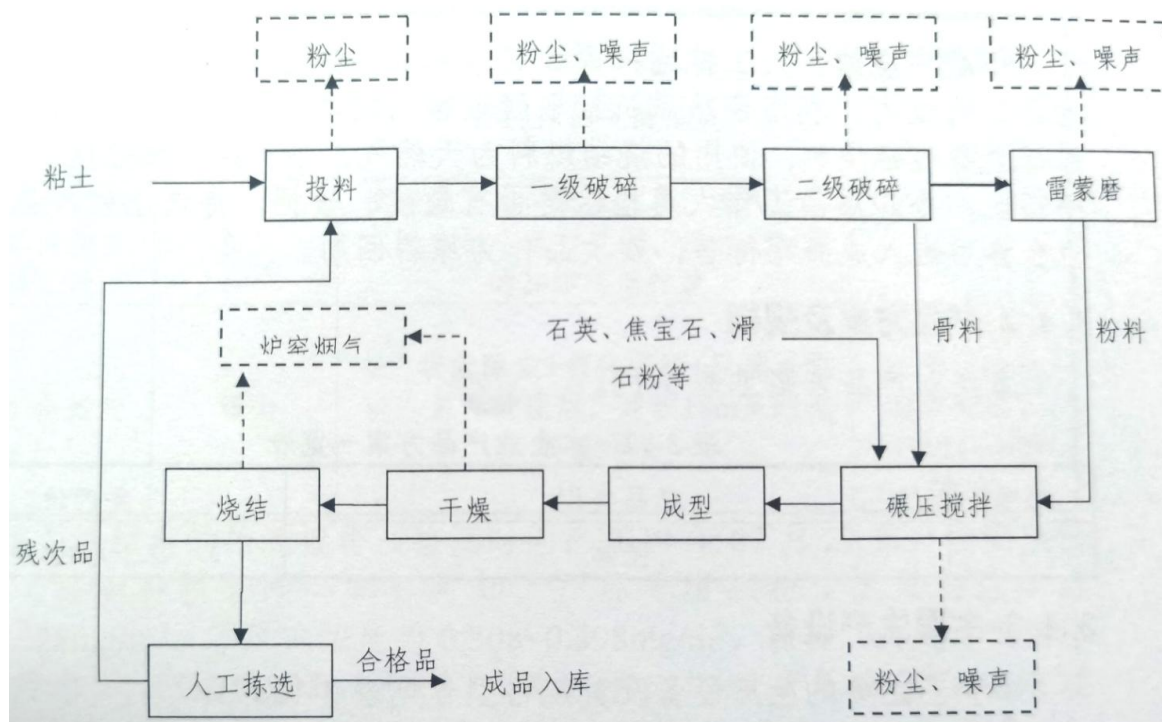 粉尘
粉尘、噪声
粉尘、噪声
粉尘、噪声
粘土
投料
一级破碎
二级破碎
雷蒙磨
炉窑烟气
石英、焦宝石、滑
石粉等
骨料
粉料
烧结
干燥
成型
碾压搅拌
残次品
人工拣选
合格品
成品入库
粉尘、噪声